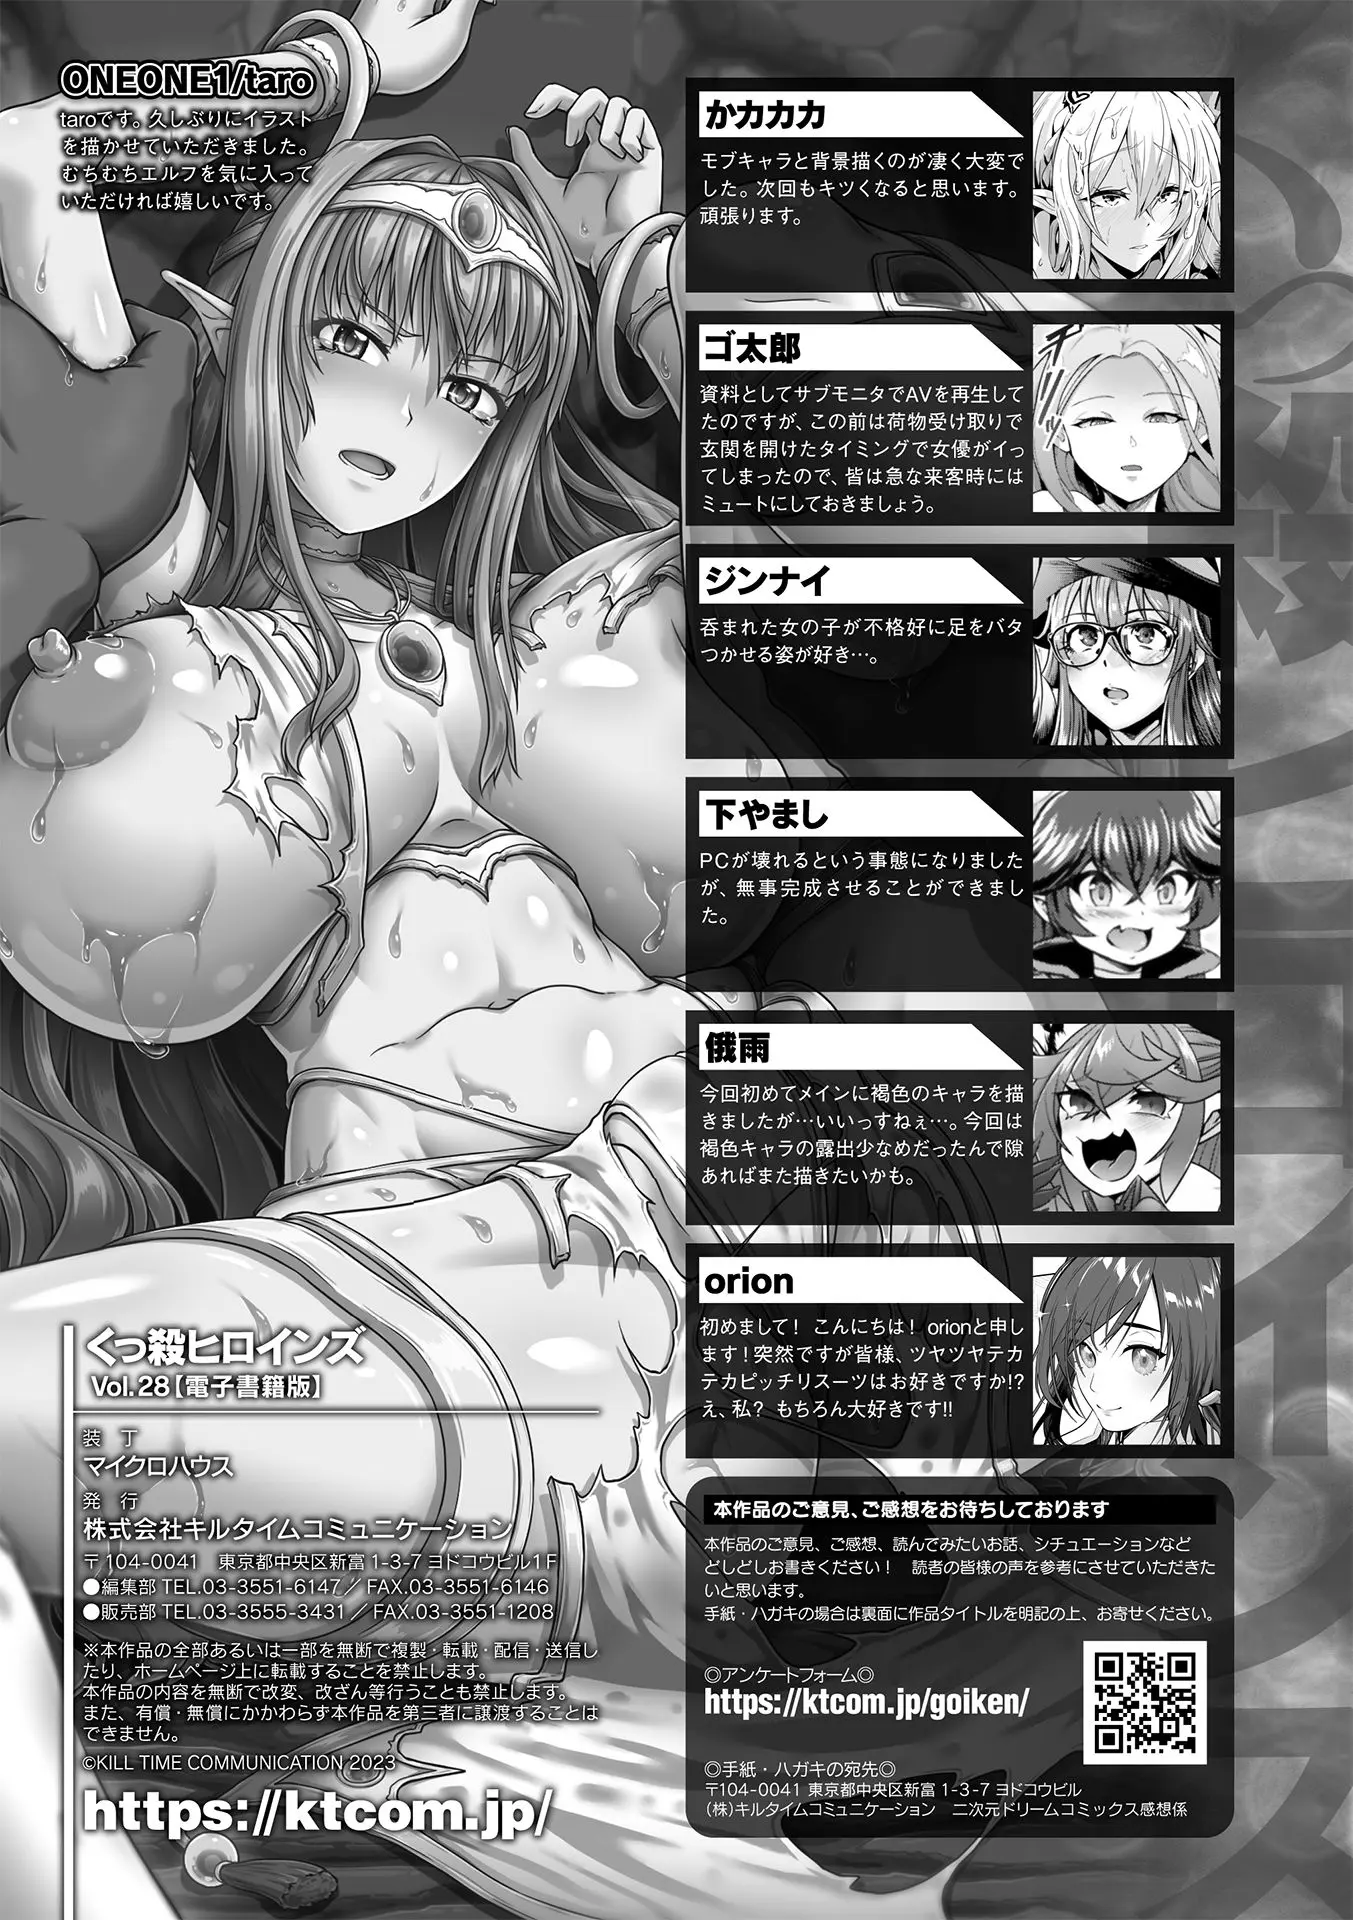 ONEONE1/taro
taroです。久しぶりにイラスト
を描かせていただきました。
むちむちエルフを気に入って
いただければ嬉しいです。
かカカカ
モブキャラと背景描くのが凄く大変で
した。次回もキツくなると思います。
頑張ります。
ゴ太郎
オリャッ
資料としてサブモニタでAVを再生して
たのですが、この前は荷物受け取りで
玄関を開けたタイミングで女優がイっ
てしまったので、皆は急な来客時には
ミュートにしておきましょう。
ジンナイ
呑まれた女の子が不格好に足をバタ
つかせる姿が好き…。
下やまし
PCが壊れるという事態になりました
が、無事完成させることができまし
た。
俄雨
今回初めてメインに褐色のキャラを描
きましたが…いいっすねぇ…。今回は
褐色キャラの露出少なめだったんで隙
あればまた描きたいかも。
orion
初めまして! こんにちは! orionと申し
ます!突然ですが皆様、ツヤツヤテカ
テカピッチリスーツはお好きですか!?
え、私? もちろん大好きです!!
くっ殺ヒロインズ
Vol.28【電子書籍版】
装 丁
マイクロハウス
発 行
株式会社キルタイムコミュニケーション
〒104-0041 東京都中央区新富1-3-7ヨドコウビル1F
●編集部 TEL.03-3551-6147/FAX.03-3551-6146
●販売部 TEL.03-3555-3431/FAX.03-3551-1208
※本作品の全部あるいは一部を無断で複製・転載・配信・送信し
たり、ホームページ上に転載することを禁止します。
本作品の内容を無断で改変、改ざん等行うことも禁止します。
また、有償・無償にかかわらず本作品を第三者に譲渡することは
できません。
©KILL TIME COMMUNICATION 2023
https://ktcom.jp/
本作品のご意見、ご感想をお待ちしております
本作品のご意見、ご感想、読んでみたいお話、シチュエーションなど
どしどしお書きください! 読者の皆様の声を参考にさせていただきた
いと思います。
手紙・ハガキの場合は裏面に作品タイトルを明記の上、お寄せください。
◎アンケートフォーム◎
https://ktcom.jp/goiken/
◎手紙・ハガキの宛先◎
〒104-0041 東京都中央区新富1-3-7 ヨドコウビル
(株)キルタイムコミュニケーション 二次元ドリームコミックス感想係
くっ殺ヒロインズ